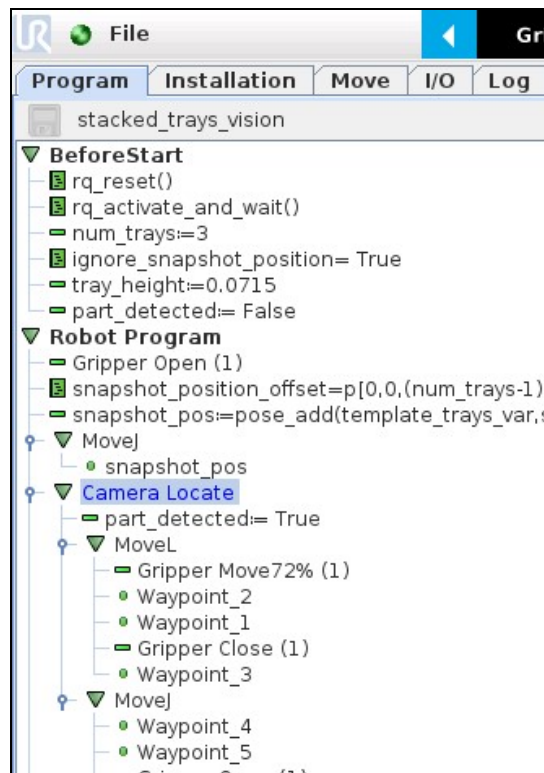 UR File Gr
Program Installation Move I/O Log
stacked_trays_vision
BeforeStart
rq_reset()
rq_activate_and_wait()
num_trays≔3
ignore_snapshot_position= True
tray_height≔0.0715
part_detected≔ False
Robot Program
Gripper Open (1)
snapshot_position_offset=p[0,0,(num_trays-1)
snapshot_pos≔pose_add(template_trays_var,s
MoveJ
snapshot_pos
Camera Locate
part_detected≔ True
MoveL
Gripper Move72% (1)
Waypoint_2
Waypoint_1
Gripper Close (1)
Waypoint_3
MoveJ
Waypoint_4
Waypoint_5